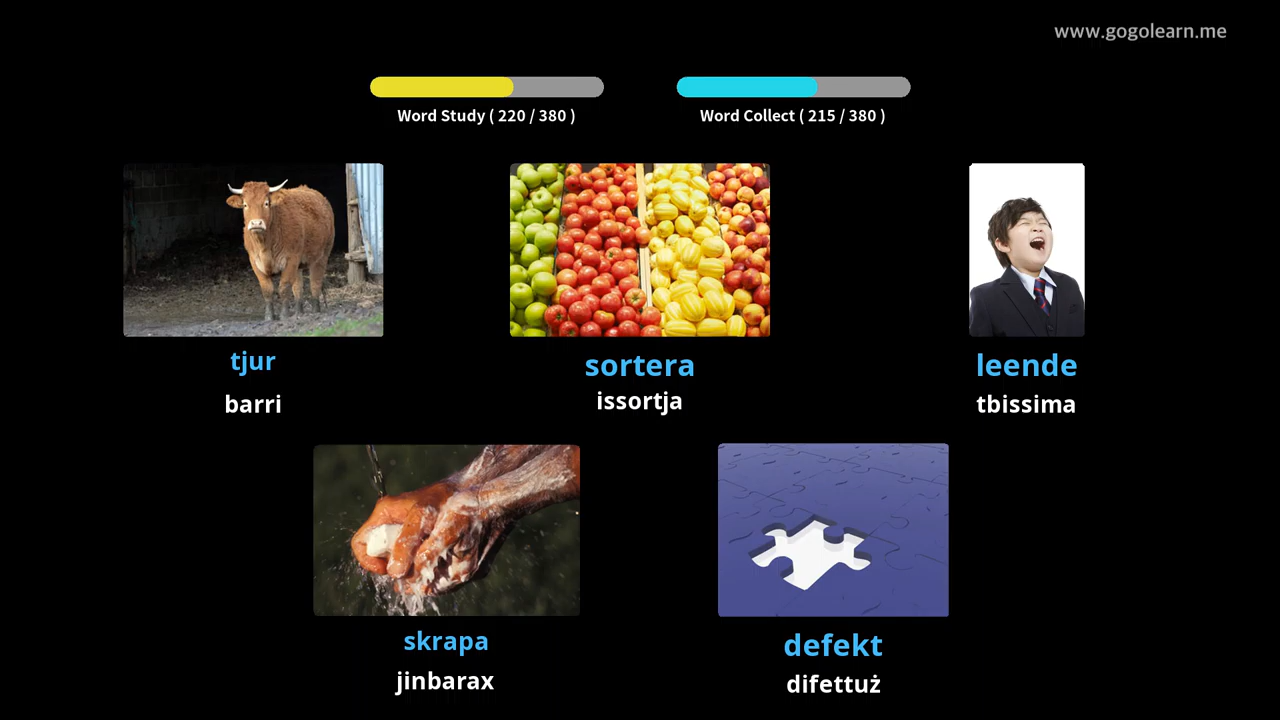 www.gogolearn.me
Word Study ( 220 / 380 )
Word Collect ( 215 / 380 )
tjur
barri
sortera
issortja
leende
tbissima
skrapa
jinbarax
defekt
difettuż